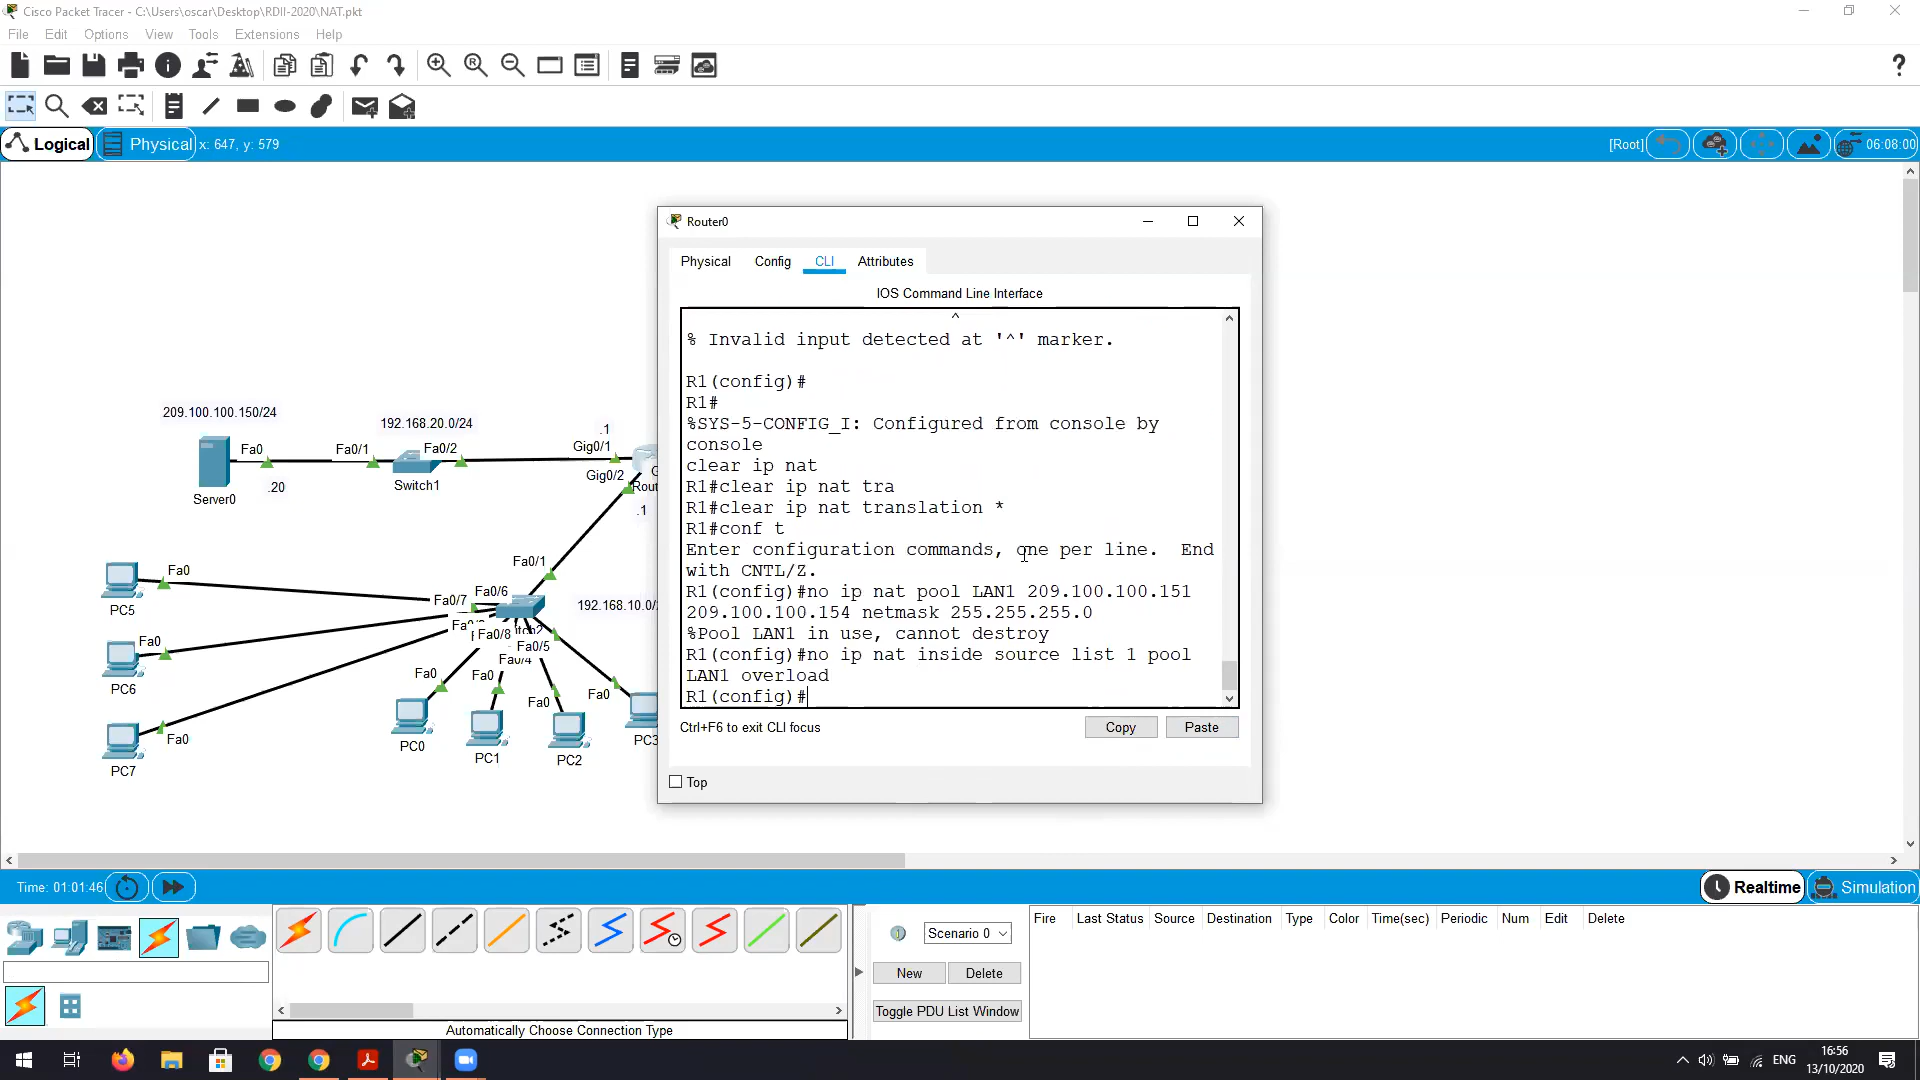 Cisco Packet Tracer - C:\Users\oscar\Desktop\RDII-2020\NAT.pkt
File Edit Options View Tools Extensions Help
?
Logical Physical x: 647, y: 579 [Root] 06:08:00
Router0
Physical Config CLI Attributes
IOS Command Line Interface
^
% Invalid input detected at '^' marker.
R1(config)#
R1#
%SYS-5-CONFIG_I: Configured from console by
console
clear ip nat
R1#clear ip nat tra
R1#clear ip nat translation *
R1#conf t
Enter configuration commands, one per line.  End
with CNTL/Z.
R1(config)#no ip nat pool LAN1 209.100.100.151
209.100.100.154 netmask 255.255.255.0
%Pool LAN1 in use, cannot destroy
R1(config)#no ip nat inside source list 1 pool
LAN1 overload
R1(config)#
Ctrl+F6 to exit CLI focus Copy Paste
Top
209.100.100.150/24
192.168.20.0/24
.1
Fa0 Fa0/1 Fa0/2 Gig0/1
Gig0/2
.20
Server0
Switch1
Rout
.1
Fa0/1
Fa0
PC5
Fa0/7 Fa0/6
192.168.10.0/2
Fa0/8
Fa0/5
Fa0/4
Fa0
PC6
Fa0 Fa0 Fa0 Fa0
Fa0
PC7
PC0 PC1 PC2 PC3
Time: 01:01:46 Realtime Simulation
Scenario 0
New Delete
Toggle PDU List Window
Fire Last Status Source Destination Type Color Time(sec) Periodic Num Edit Delete
Automatically Choose Connection Type
ENG
16:56
13/10/2020